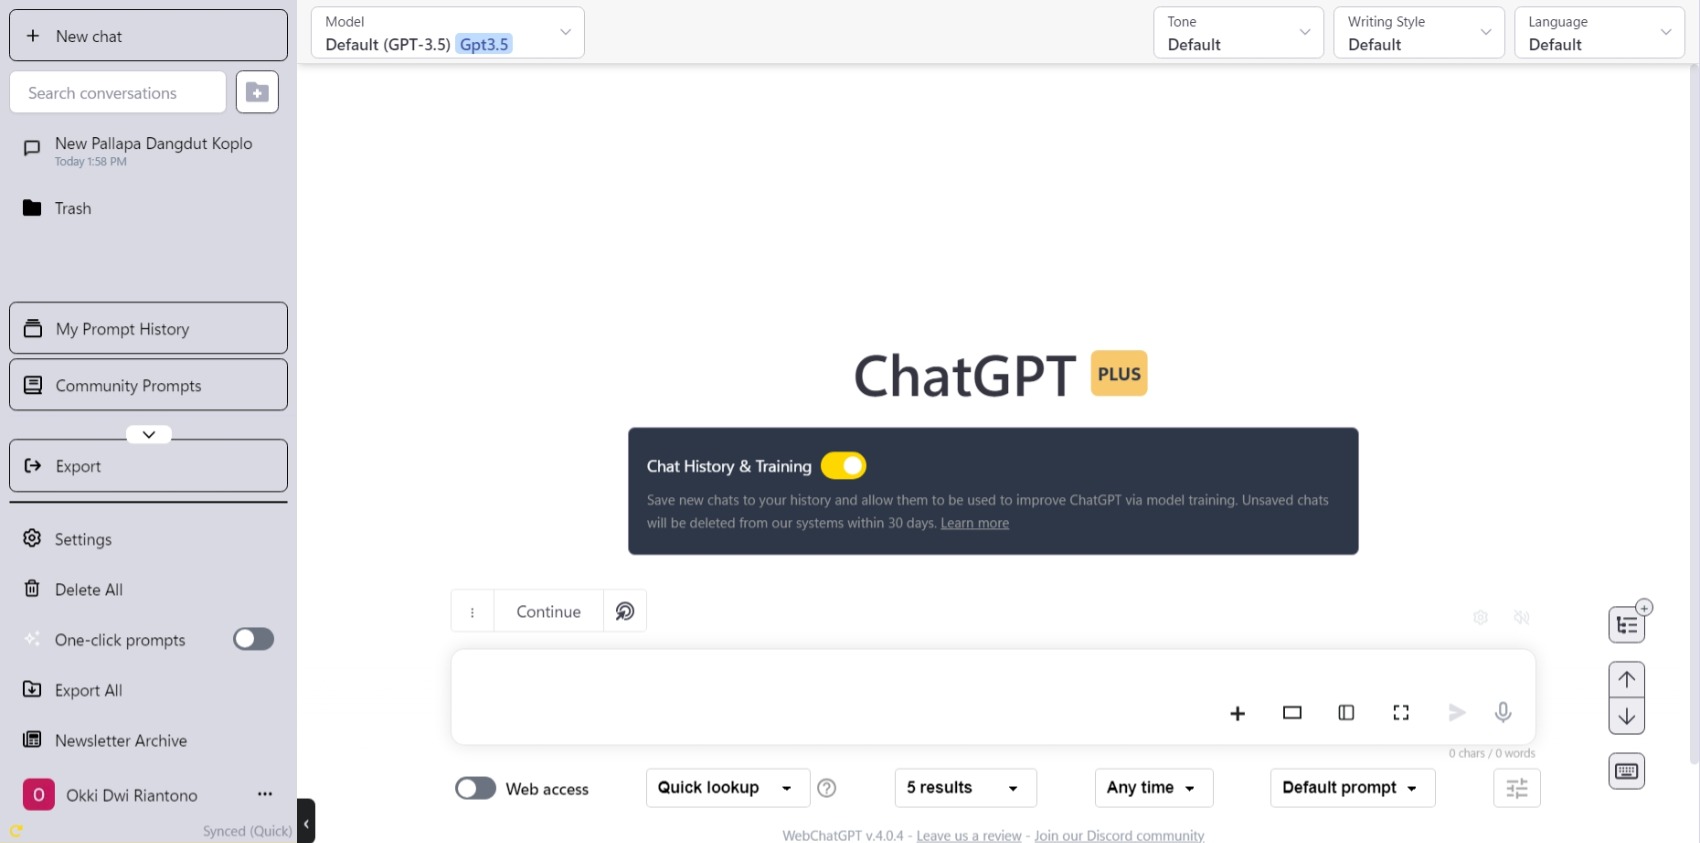 New chat
Search conversations
New Pallapa Dangdut Koplo
Today 1:58 PM
Trash
My Prompt History
Community Prompts
Export
Settings
Delete All
One-click prompts
Export All
Newsletter Archive
O Okki Dwi Riantono
Synced (Quick)
Model
Default (GPT-3.5) Gpt3.5
Tone
Default
Writing Style
Default
Language
Default
ChatGPT PLUS
Chat History & Training
Save new chats to your history and allow them to be used to improve ChatGPT via model training. Unsaved chats
will be deleted from our systems within 30 days. Learn more
Continue
0 chars / 0 words
Web access
Quick lookup
5 results
Any time
Default prompt
WebChatGPT v.4.0.4 - Leave us a review - Join our Discord community